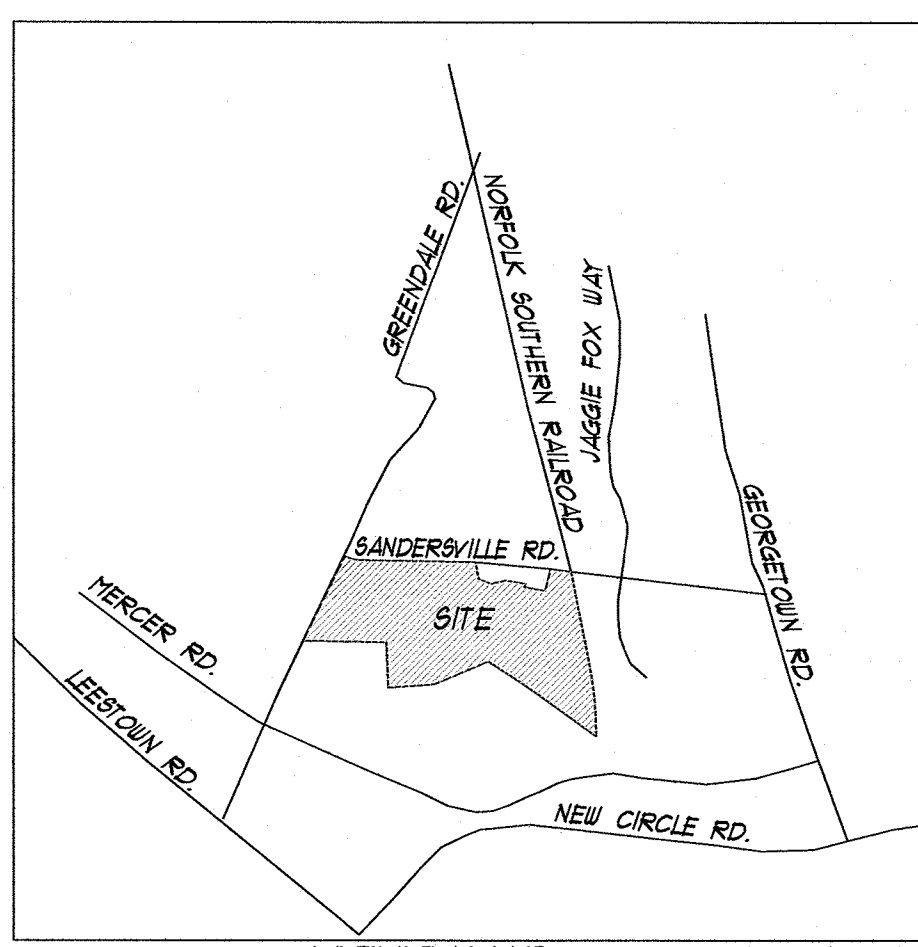 GREENDALE RD.
NORFOLK SOUTHERN RAILROAD
JAGGIE FOX WAY
GEORGETOWN RD.
SANDERSVILLE RD.
SITE
MERCER RD.
LEESTOWN RD.
NEW CIRCLE RD.